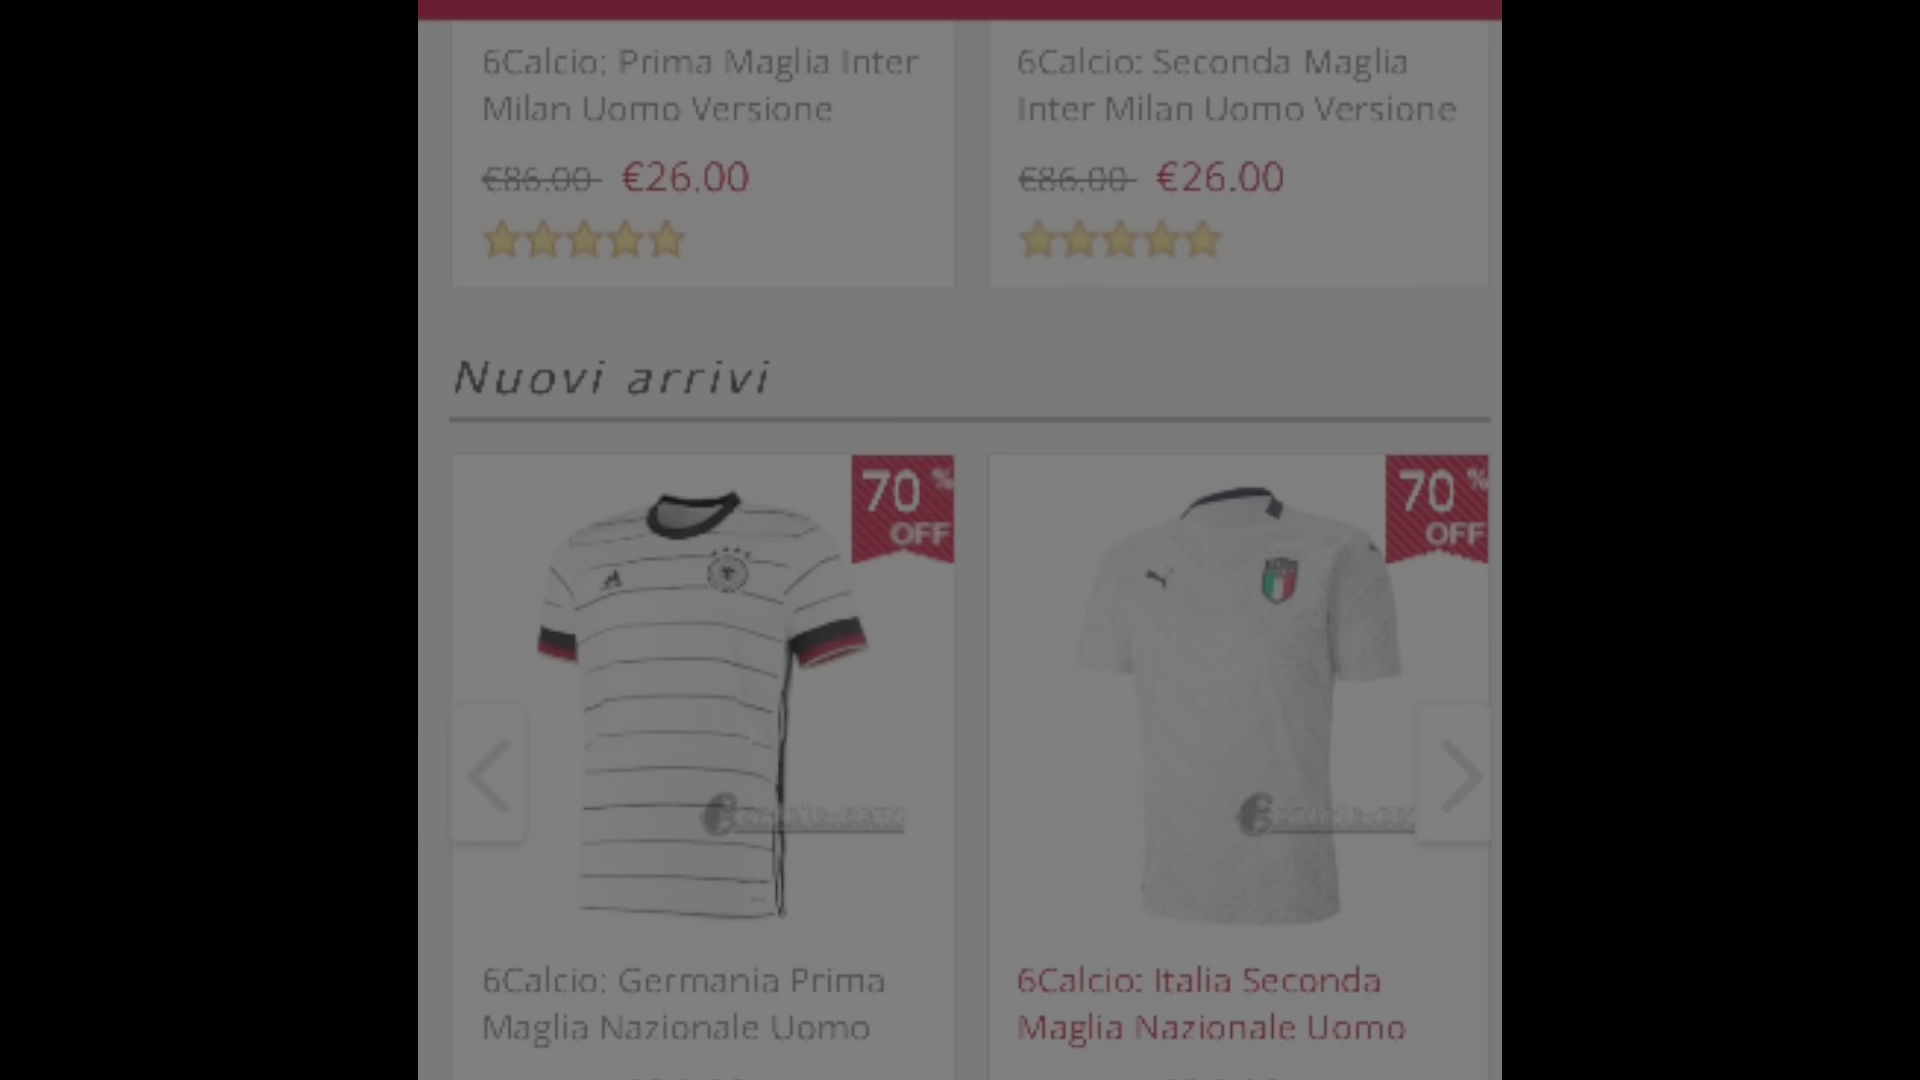 6Calcio: Prima Maglia Inter
Milan Uomo Versione
€86.00 €26.00
6Calcio: Seconda Maglia
Inter Milan Uomo Versione
€86.00 €26.00
Nuovi arrivi
70%
OFF
6Calcio: Germania Prima
Maglia Nazionale Uomo
70%
OFF
6Calcio: Italia Seconda
Maglia Nazionale Uomo